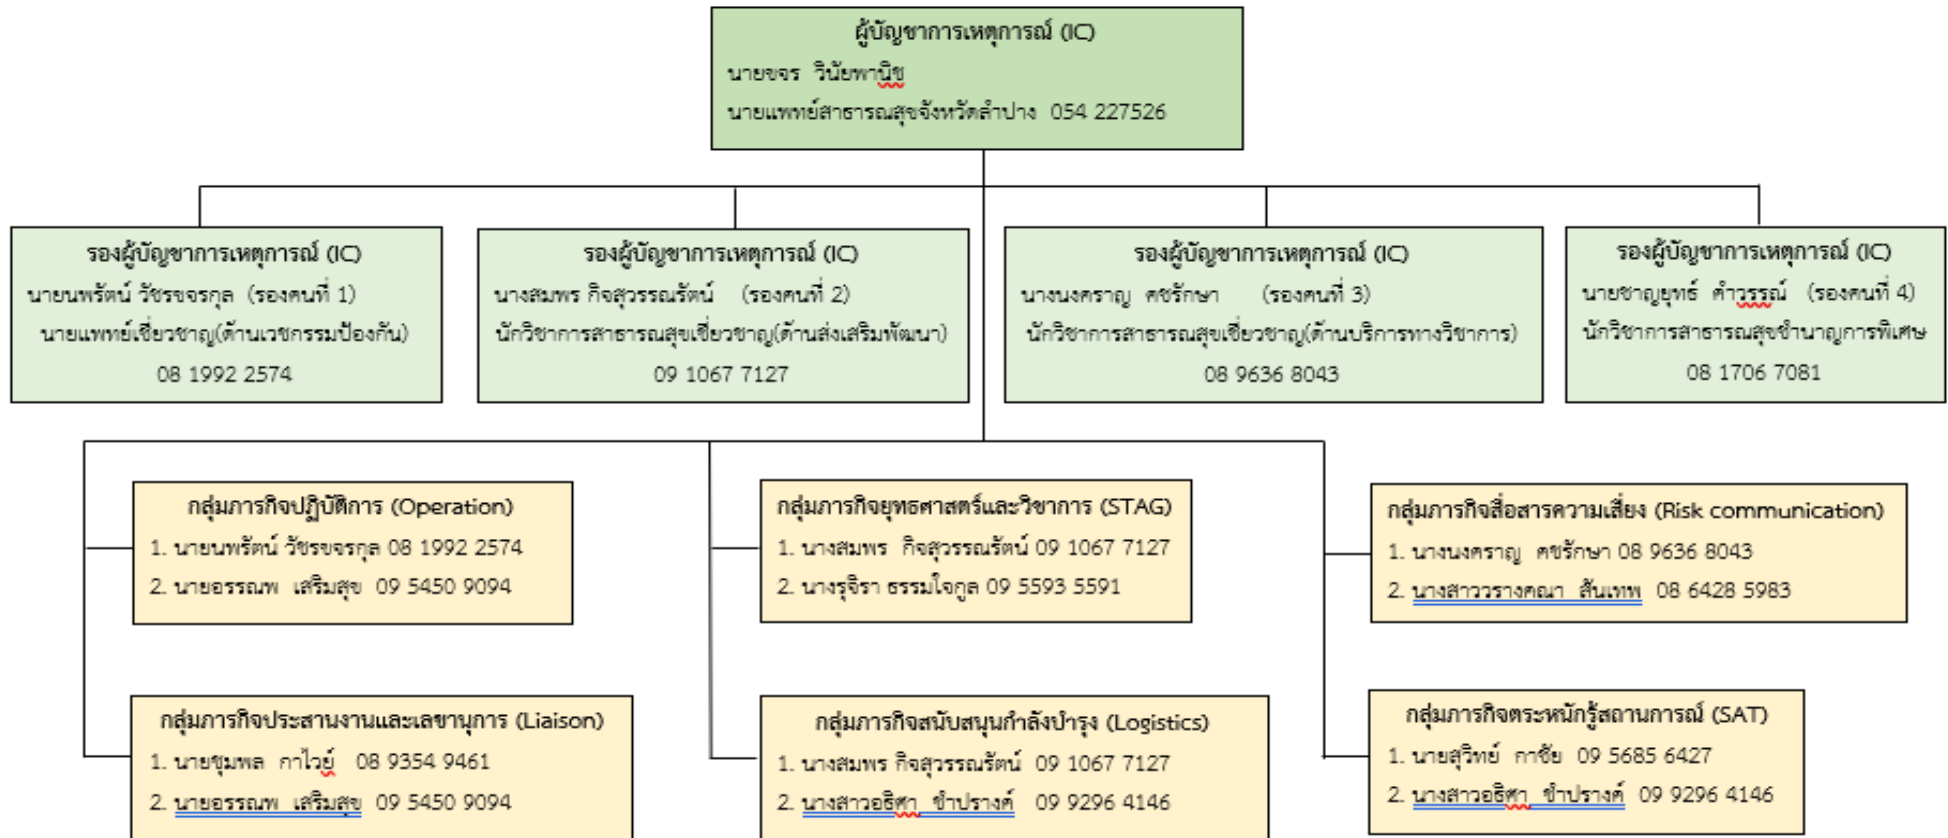 ผู้บัญชาการเหตุการณ์ (IC)
นายขจร วินัยพานิช
นายแพทย์สาธารณสุขจังหวัดลำปาง 054 227526
รองผู้บัญชาการเหตุการณ์ (IC)
นายนพรัตน์ วัชรขจรกุล (รองคนที่ 1)
นายแพทย์เชี่ยวชาญ(ด้านเวชกรรมป้องกัน)
08 1992 2574
รองผู้บัญชาการเหตุการณ์ (IC)
นางสมพร กิจสุวรรณรัตน์ (รองคนที่ 2)
นักวิชาการสาธารณสุขเชี่ยวชาญ(ด้านส่งเสริมพัฒนา)
09 1067 7127
รองผู้บัญชาการเหตุการณ์ (IC)
นางนงคราญ คชรักษา (รองคนที่ 3)
นักวิชาการสาธารณสุขเชี่ยวชาญ(ด้านบริการทางวิชาการ)
08 9636 8043
รองผู้บัญชาการเหตุการณ์ (IC)
นายชาญยุทธ์ คำวรรณ์ (รองคนที่ 4)
นักวิชาการสาธารณสุขชำนาญการพิเศษ
08 1706 7081
กลุ่มภารกิจปฏิบัติการ (Operation)
1. นายนพรัตน์ วัชรขจรกุล 08 1992 2574
2. นายอรรณพ เสริมสุข 09 5450 9094
กลุ่มภารกิจยุทธศาสตร์และวิชาการ (STAG)
1. นางสมพร กิจสุวรรณรัตน์ 09 1067 7127
2. นางรุจิรา ธรรมใจกูล 09 5593 5591
กลุ่มภารกิจสื่อสารความเสี่ยง (Risk communication)
1. นางนงคราญ คชรักษา 08 9636 8043
2. นางสาววรางคณา สันเทพ 08 6428 5983
กลุ่มภารกิจประสานงานและเลขานุการ (Liaison)
1. นายชุมพล กาไวย์ 08 9354 9461
2. นายอรรณพ เสริมสุข 09 5450 9094
กลุ่มภารกิจสนับสนุนกำลังบำรุง (Logistics)
1. นางสมพร กิจสุวรรณรัตน์ 09 1067 7127
2. นางสาวอธิศา ขำปรางค์ 09 9296 4146
กลุ่มภารกิจตระหนักรู้สถานการณ์ (SAT)
1. นายสุวิทย์ กาชัย 09 5685 6427
2. นางสาวอธิศา ขำปรางค์ 09 9296 4146